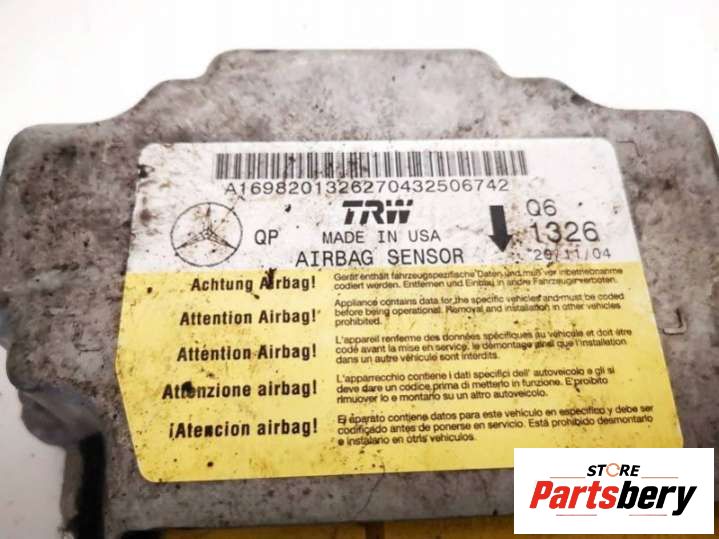 A1698201326270432506742
QP TRW Q6
MADE IN USA 1326
AIRBAG SENSOR 29/11/04
Achtung Airbag! Gerät enthält fahrzeugspezifische Daten und muß vor inbetriebnahme
codiert werden. Entfernen und Einbau in andere Fahrzeuge verboten.
Attention Airbag! Appliance contains data for the specific vehicles and must be coded
before being operational. Removal and installation in other vehicles
prohibited.
Attention Airbag! L'appareil renferme des données spécifiques au véhicule et doit être
codé avant la mise en service, le démontage ainsi que l'installation
dans un autre véhicule sont interdits.
Attenzione airbag! L'apparrecchio contiene i dati specifici dell' autoveicolo e gli si
deve dare un codice prima di metterlo in funzione. E'proibito
rimuover lo e montarlo su un altro autoveicolo.
¡Atencion airbag! El aparato contiene datos para este vehiculo en especifico y debe ser
codificado antes de ponerse en servicio. Está prohibido desmontarlo
e instalarlo en otris vehiculos.
STORE
Partsbery